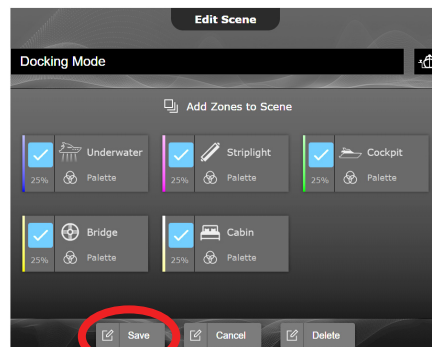 Edit Scene
Docking Mode
Add Zones to Scene
Underwater
25% Palette
Striplight
25% Palette
Cockpit
25% Palette
Bridge
25% Palette
Cabin
25% Palette
Save Cancel Delete